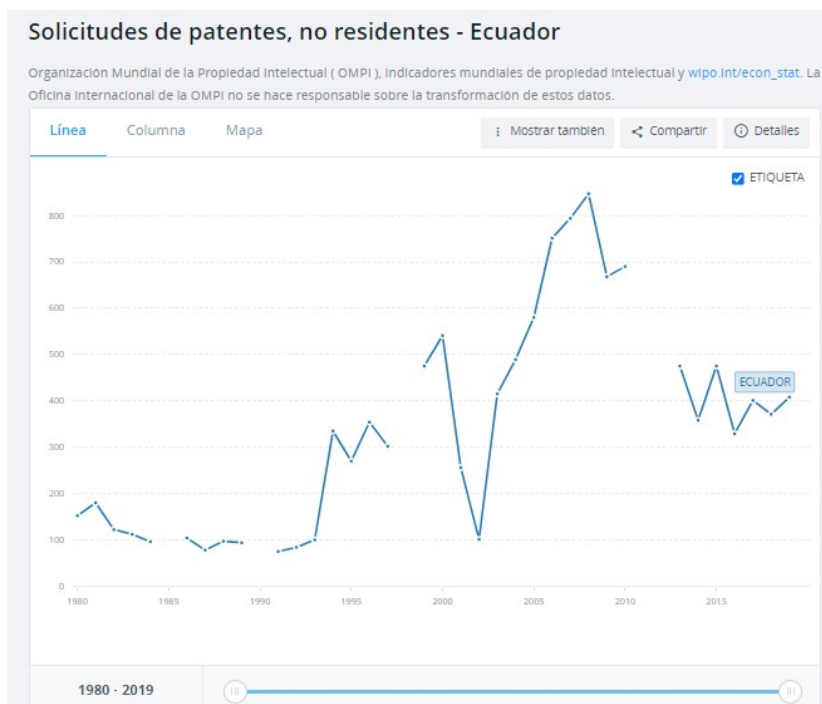 Solicitudes de patentes, no residentes - Ecuador
Organización Mundial de la Propiedad Intelectual ( OMPI ), Indicadores mundiales de propiedad intelectual y wipo.int/econ_stat. La
Oficina Internacional de la OMPI no se hace responsable sobre la transformación de estos datos.
Línea Columna Mapa Mostrar también Compartir Detalles
ETIQUETA
800
700
600
500
ECUADOR
400
300
200
100
0
1980 1985 1990 1995 2000 2005 2010 2015
1980 - 2019